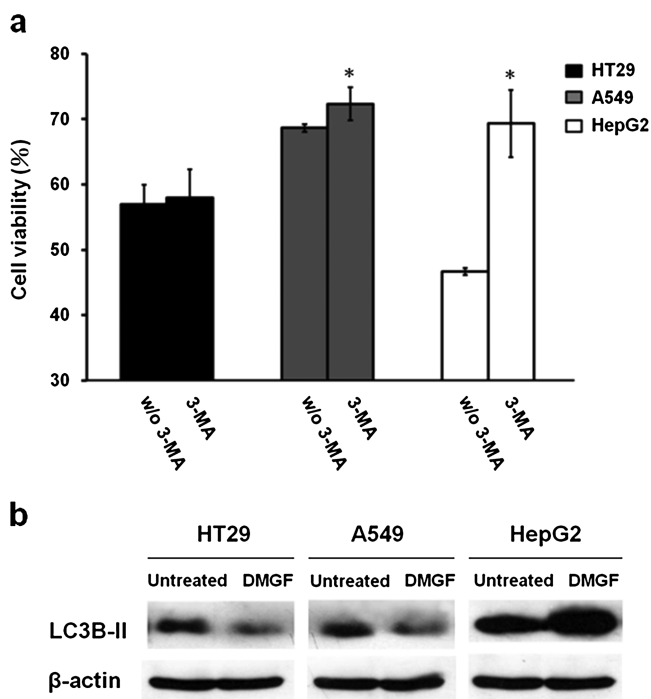 a
80
70
60
50
40
30
Cell viability (%)
*
*
HT29
A549
HepG2
w/o 3-MA
3-MA
w/o 3-MA
3-MA
w/o 3-MA
3-MA
b
HT29 A549 HepG2
Untreated DMGF Untreated DMGF Untreated DMGF
LC3B-II
β-actin